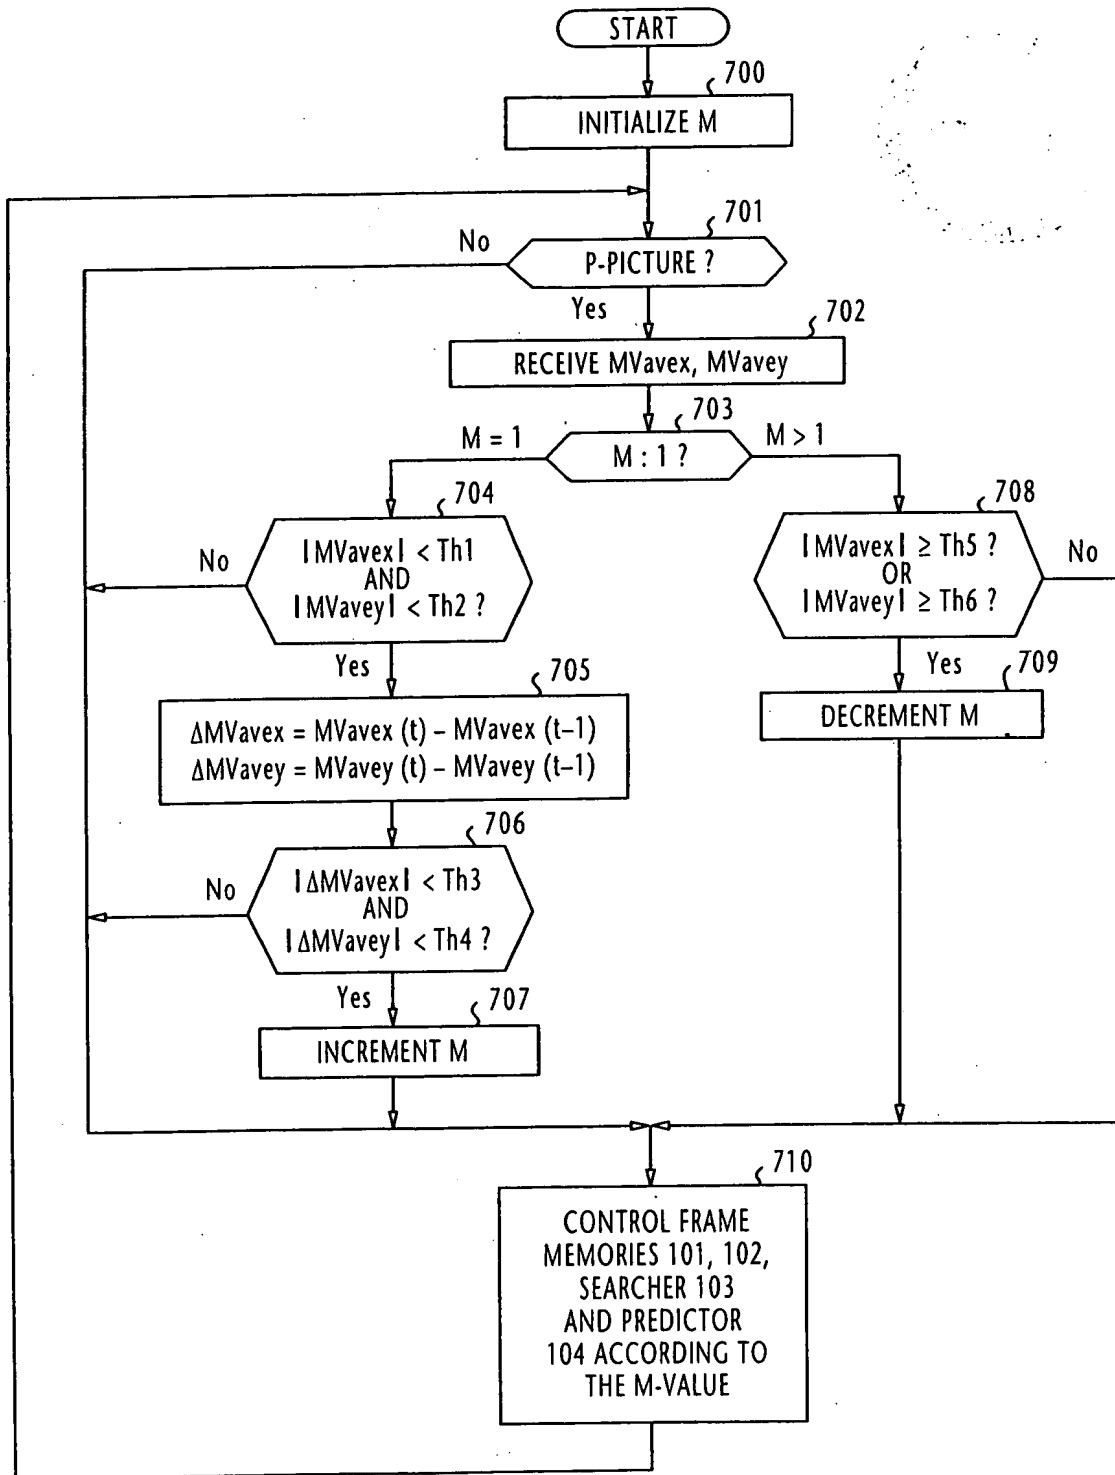 START
700
INITIALIZE M
701
No
P-PICTURE ?
Yes
702
RECEIVE MVavex, MVavey
703
M = 1
M : 1 ?
M > 1
704
|MVavex| < Th1
AND
|MVavey| < Th2 ?
No
Yes
708
|MVavex| ≥ Th5 ?
OR
|MVavey| ≥ Th6 ?
No
Yes
705
ΔMVavex = MVavex (t) – MVavex (t–1)
ΔMVavey = MVavey (t) – MVavey (t–1)
709
DECREMENT M
706
No
|ΔMVavex| < Th3
AND
|ΔMVavey| < Th4 ?
Yes
707
INCREMENT M
710
CONTROL FRAME
MEMORIES 101, 102,
SEARCHER 103
AND PREDICTOR
104 ACCORDING TO
THE M-VALUE